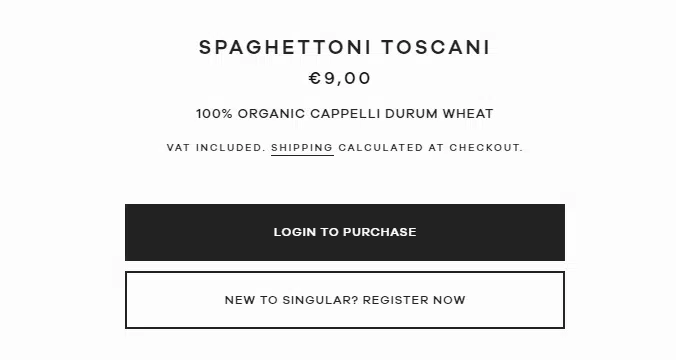 SPAGHETTONI TOSCANI
€9,00
100% ORGANIC CAPPELLI DURUM WHEAT
VAT INCLUDED. SHIPPING CALCULATED AT CHECKOUT.
LOGIN TO PURCHASE
NEW TO SINGULAR? REGISTER NOW